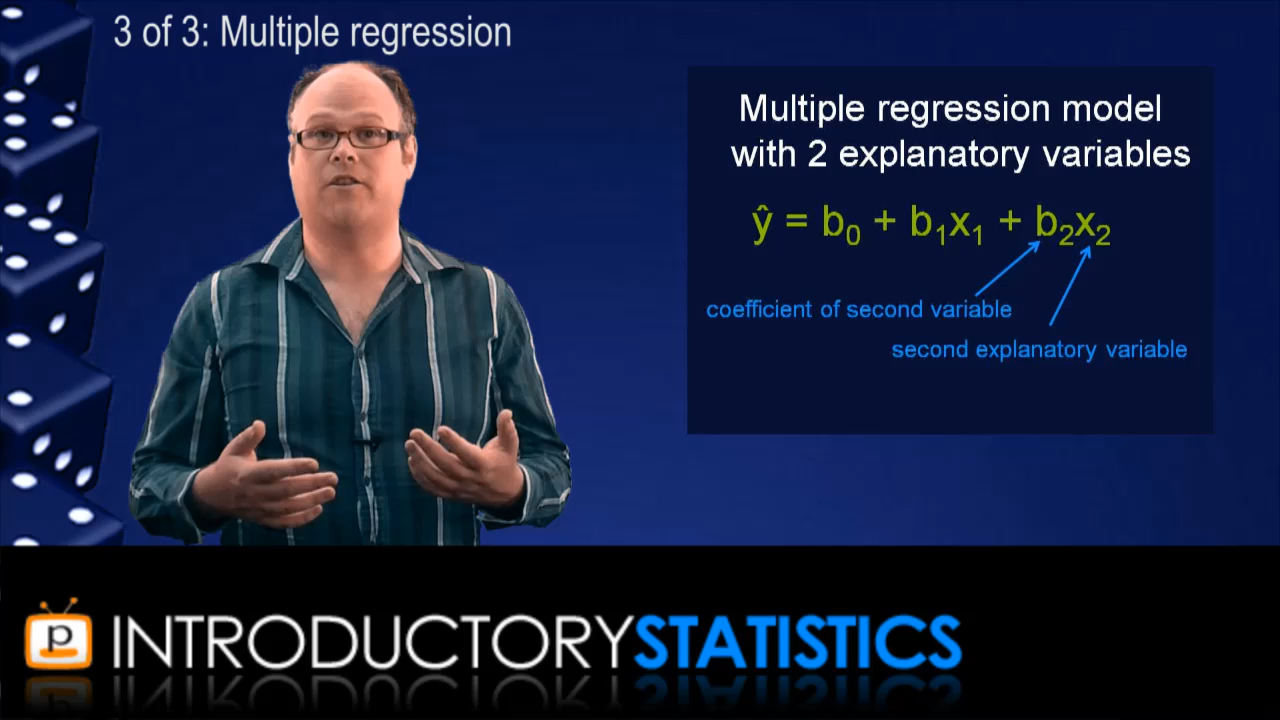 3 of 3: Multiple regression
Multiple regression model
with 2 explanatory variables
ŷ = b₀ + b₁x₁ + b₂x₂
coefficient of second variable
second explanatory variable
p
INTRODUCTORYSTATISTICS